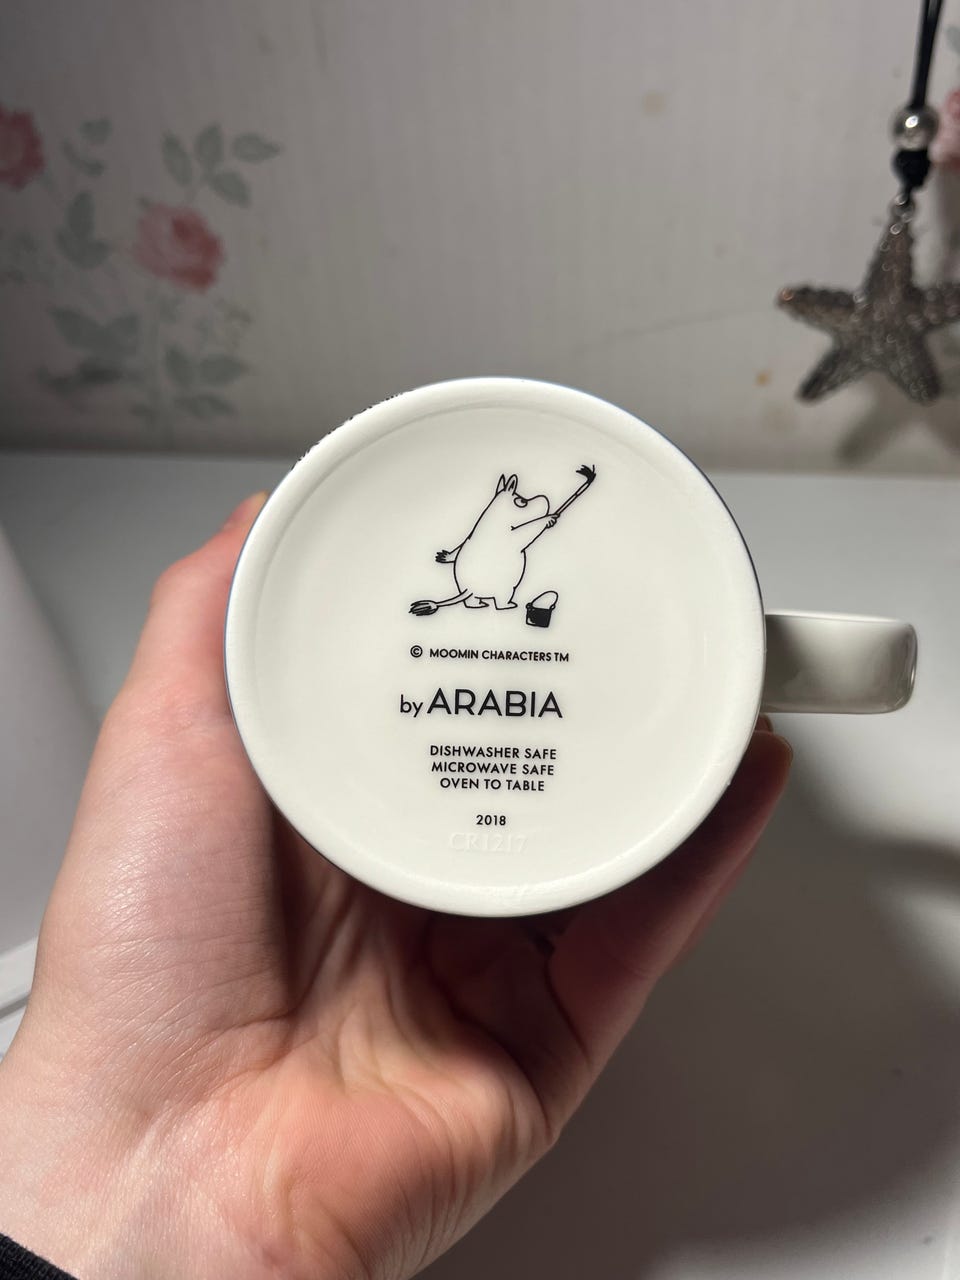 © MOOMIN CHARACTERS TM
by ARABIA
DISHWASHER SAFE
MICROWAVE SAFE
OVEN TO TABLE
2018
CR1217